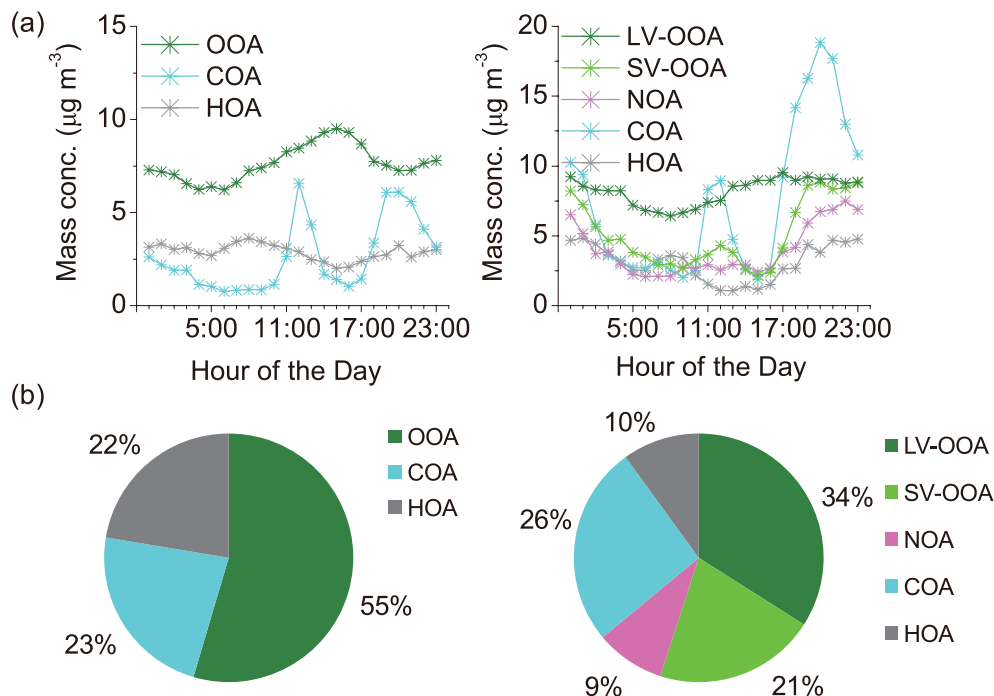 (a)
15
10
5
0
Mass conc. (μg m⁻³)
OOA
COA
HOA
5:00 11:00 17:00 23:00
Hour of the Day
20
15
10
5
0
Mass conc. (μg m⁻³)
LV-OOA
SV-OOA
NOA
COA
HOA
5:00 11:00 17:00 23:00
Hour of the Day
(b)
22%
23%
55%
OOA
COA
HOA
10%
26%
34%
9%
21%
LV-OOA
SV-OOA
NOA
COA
HOA